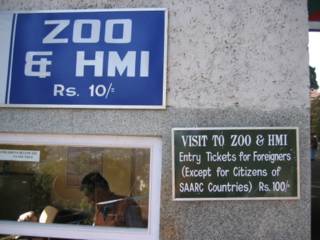 ZOO
& HMI
Rs. 10/=
VISIT TO ZOO & HMI
Entry Tickets for Foreigners
(Except for Citizens of
SAARC Countries) Rs.100/-